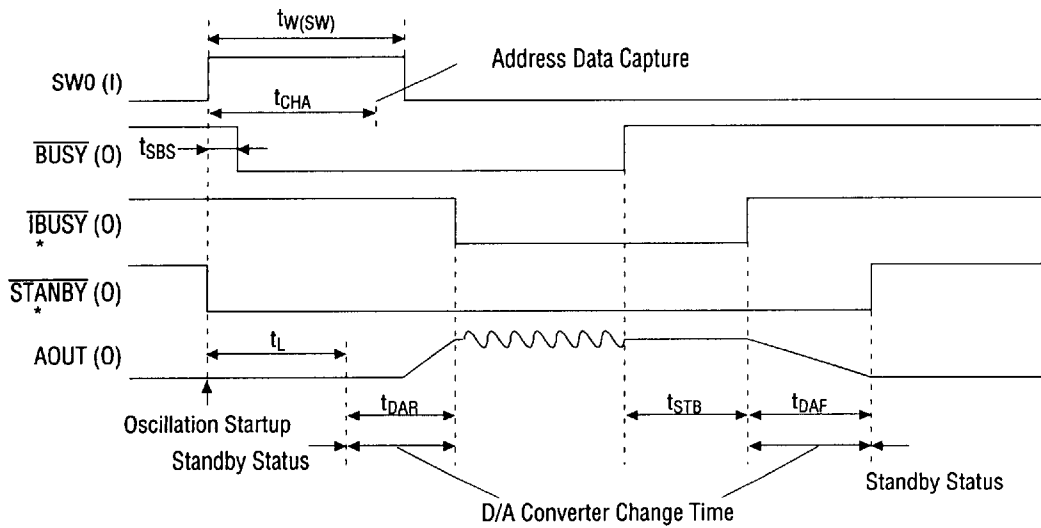 tW(SW)
Address Data Capture
SW0 (I)
tCHA
BUSY (O)
tSBS
IBUSY (O)
*
STANBY (O)
*
AOUT (O)
tL
tDAR
tSTB
tDAF
Oscillation Startup
Standby Status
Standby Status
D/A Converter Change Time